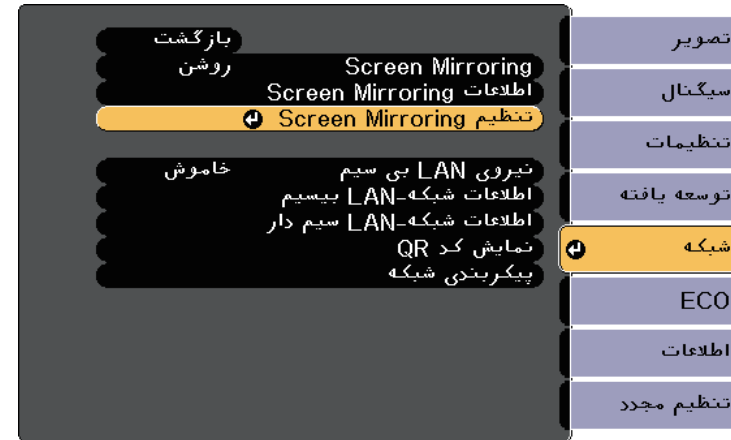 تصویر
سیگنال
تنظیمات
توسعه یافته
شبکه
ECO
اطلاعات
تنظیم مجدد
بازگشت
Screen Mirroring روشن
اطلاعات Screen Mirroring
تنظیم Screen Mirroring
نیروی LAN بی سیم خاموش
اطلاعات شبکه-LAN بیسیم
اطلاعات شبکه-LAN سیم دار
نمایش کد QR
پیکربندی شبکه